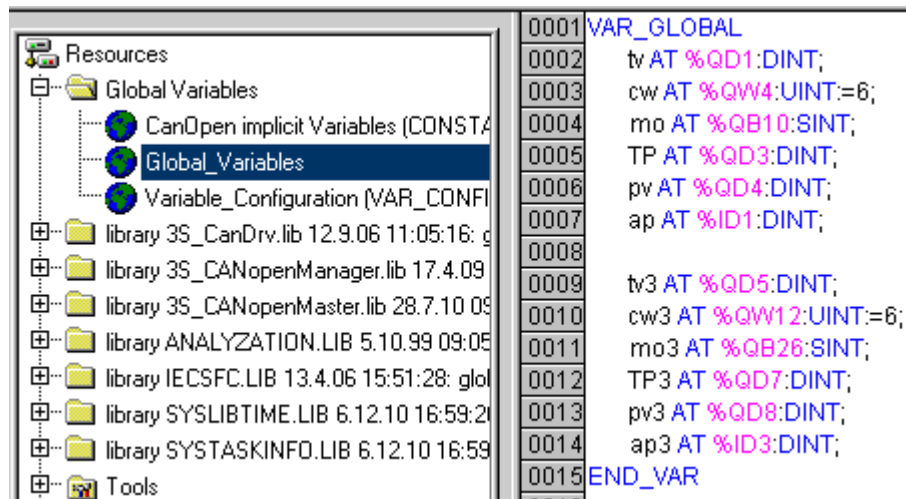 Resources
Global Variables
CanOpen implicit Variables (CONSTA
Global_Variables
Variable_Configuration (VAR_CONFI
library 3S_CanDrv.lib 12.9.06 11:05:16: g
library 3S_CANopenManager.lib 17.4.09
library 3S_CANopenMaster.lib 28.7.10 09
library ANALYZATION.LIB 5.10.99 09:05
library IECSFC.LIB 13.4.06 15:51:28: glol
library SYSLIBTIME.LIB 6.12.10 16:59:20
library SYSTASKINFO.LIB 6.12.10 16:59
Tools
0001 VAR_GLOBAL
0002 tv AT %QD1:DINT;
0003 cw AT %QW4:UINT:=6;
0004 mo AT %QB10:SINT;
0005 TP AT %QD3:DINT;
0006 pv AT %QD4:DINT;
0007 ap AT %ID1:DINT;
0008
0009 tv3 AT %QD5:DINT;
0010 cw3 AT %QW12:UINT:=6;
0011 mo3 AT %QB26:SINT;
0012 TP3 AT %QD7:DINT;
0013 pv3 AT %QD8:DINT;
0014 ap3 AT %ID3:DINT;
0015 END_VAR